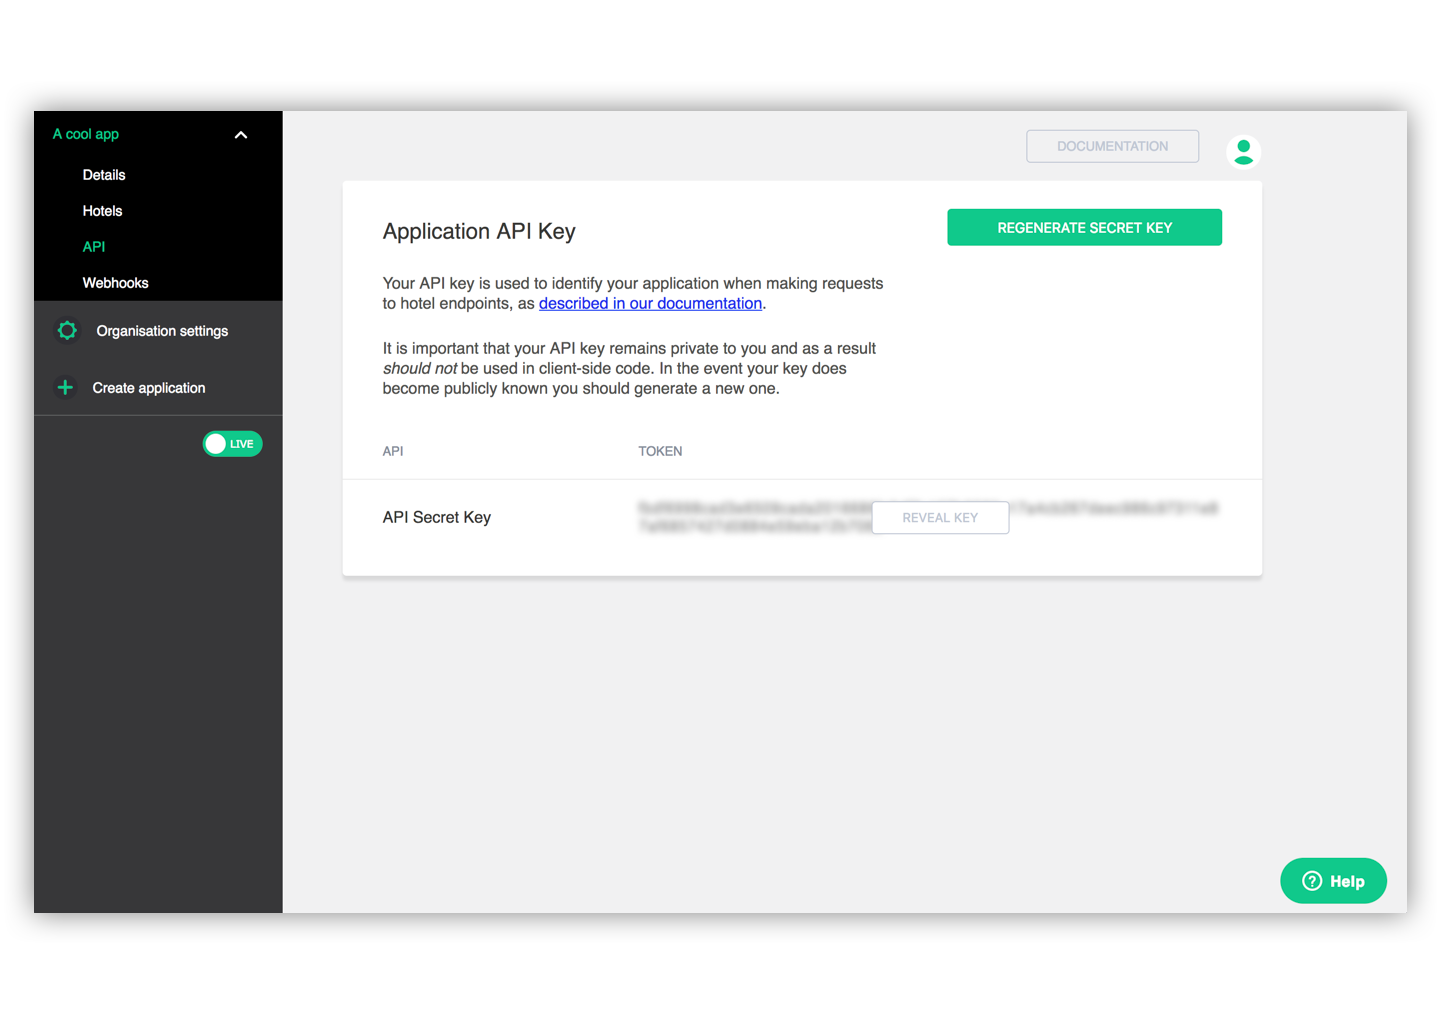 A cool app
Details
Hotels
API
Webhooks
Organisation settings
Create application
LIVE
DOCUMENTATION
Application API Key
REGENERATE SECRET KEY
Your API key is used to identify your application when making requests
to hotel endpoints, as described in our documentation.
It is important that your API key remains private to you and as a result
should not be used in client-side code. In the event your key does
become publicly known you should generate a new one.
API TOKEN
API Secret Key
REVEAL KEY
Help